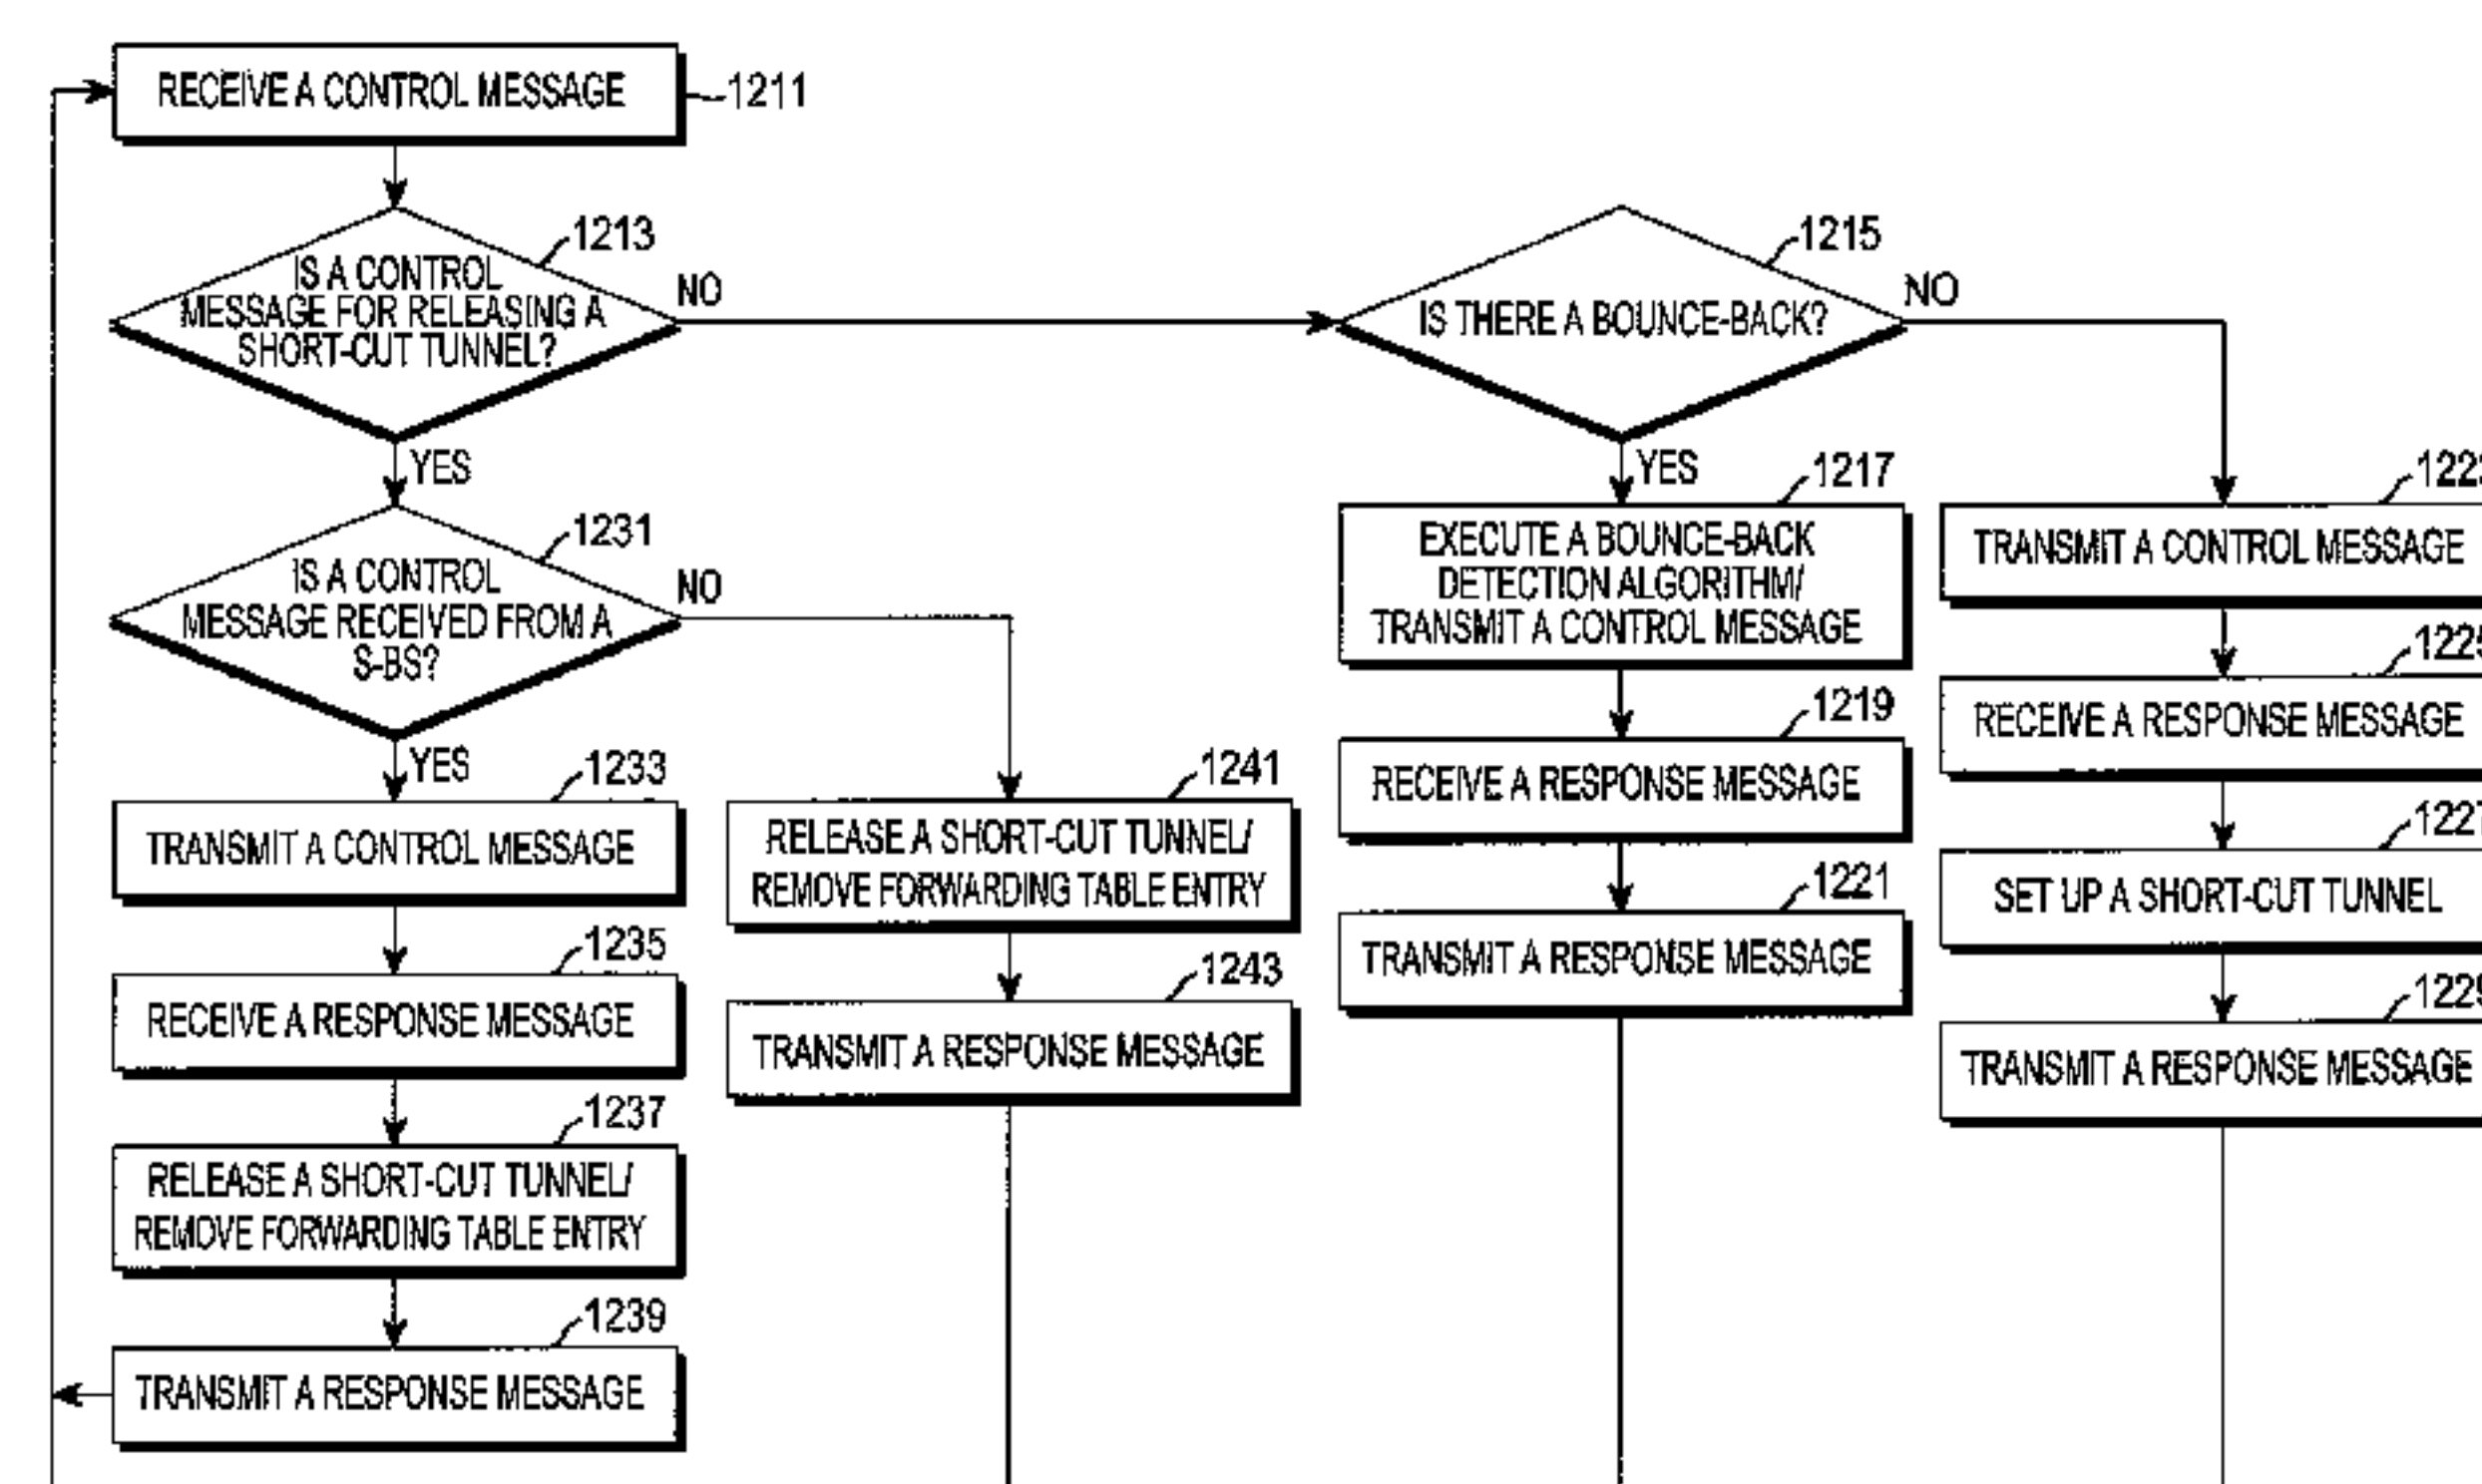 RECEIVE A CONTROL MESSAGE
1211
1213
IS A CONTROL
MESSAGE FOR RELEASING A
SHORT-CUT TUNNEL?
NO
YES
1215
IS THERE A BOUNCE-BACK?
NO
YES
1231
IS A CONTROL
MESSAGE RECEIVED FROM A
S-BS?
NO
YES
1233
TRANSMIT A CONTROL MESSAGE
1235
RECEIVE A RESPONSE MESSAGE
1237
RELEASE A SHORT-CUT TUNNEL/
REMOVE FORWARDING TABLE ENTRY
1239
TRANSMIT A RESPONSE MESSAGE
1241
RELEASE A SHORT-CUT TUNNEL/
REMOVE FORWARDING TABLE ENTRY
1243
TRANSMIT A RESPONSE MESSAGE
1217
EXECUTE A BOUNCE-BACK
DETECTION ALGORITHM/
TRANSMIT A CONTROL MESSAGE
1219
RECEIVE A RESPONSE MESSAGE
1221
TRANSMIT A RESPONSE MESSAGE
TRANSMIT A CONTROL MESSAGE
RECEIVE A RESPONSE MESSAGE
SET UP A SHORT-CUT TUNNEL
TRANSMIT A RESPONSE MESSAGE